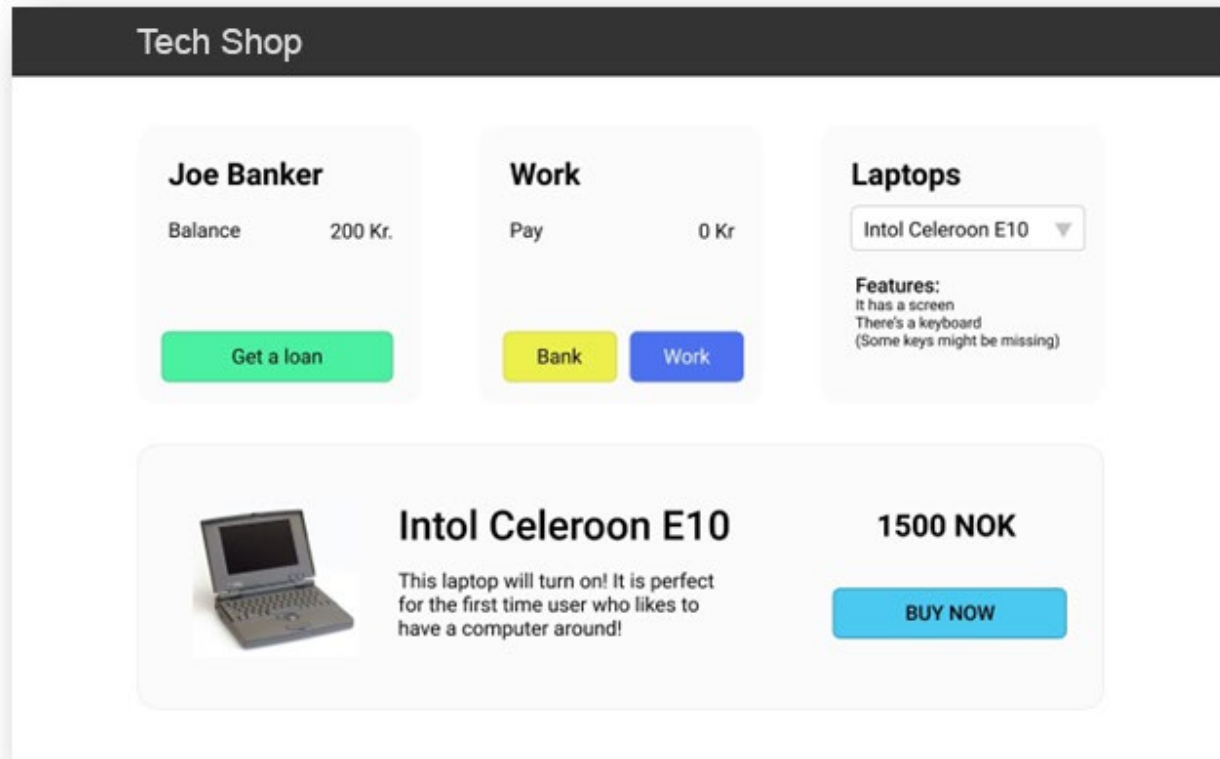 Tech Shop
Joe Banker
Balance 200 Kr.
Get a loan
Work
Pay 0 Kr
Bank Work
Laptops
Intol Celeroon E10
Features:
It has a screen
There's a keyboard
(Some keys might be missing)
Intol Celeroon E10
This laptop will turn on! It is perfect
for the first time user who likes to
have a computer around!
1500 NOK
BUY NOW